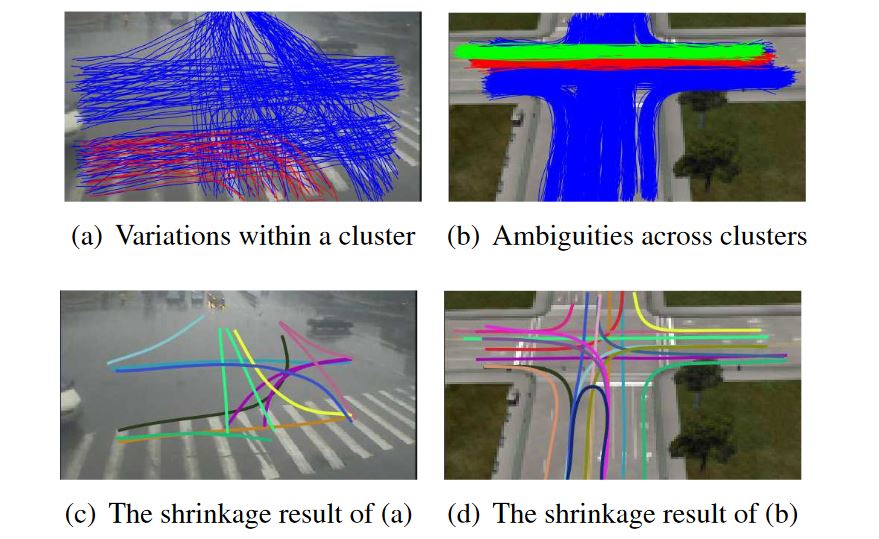 (a) Variations within a cluster
(b) Ambiguities across clusters
(c) The shrinkage result of (a)
(d) The shrinkage result of (b)